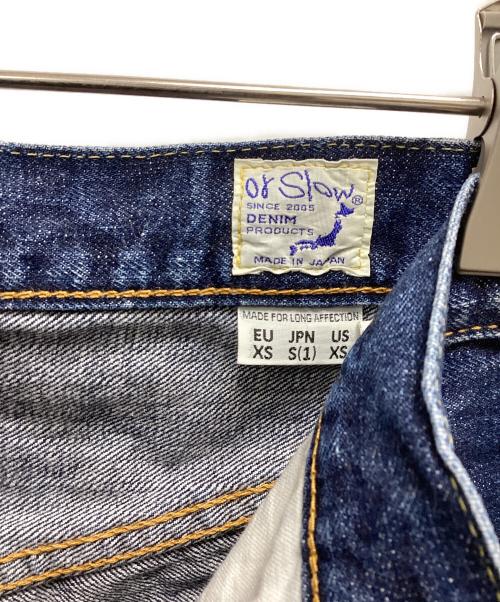 or Slow®
SINCE 2005
DENIM
PRODUCTS
MADE IN JAPAN
MADE FOR LONG AFFECTION
EU JPN US
XS S(1) XS